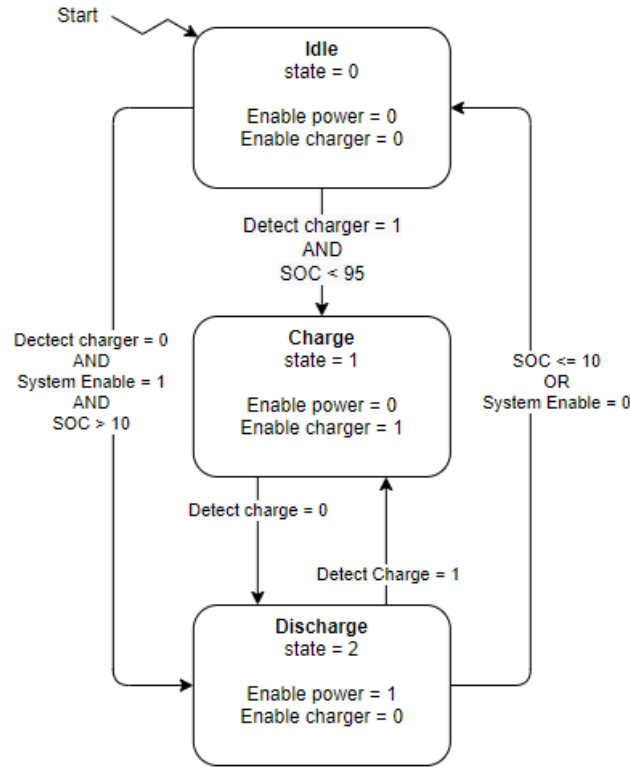 Start
Idle
state = 0
Enable power = 0
Enable charger = 0
Detect charger = 1
AND
SOC < 95
Dectect charger = 0
AND
System Enable = 1
AND
SOC > 10
Charge
state = 1
Enable power = 0
Enable charger = 1
SOC <= 10
OR
System Enable = 0
Detect charge = 0
Detect Charge = 1
Discharge
state = 2
Enable power = 1
Enable charger = 0